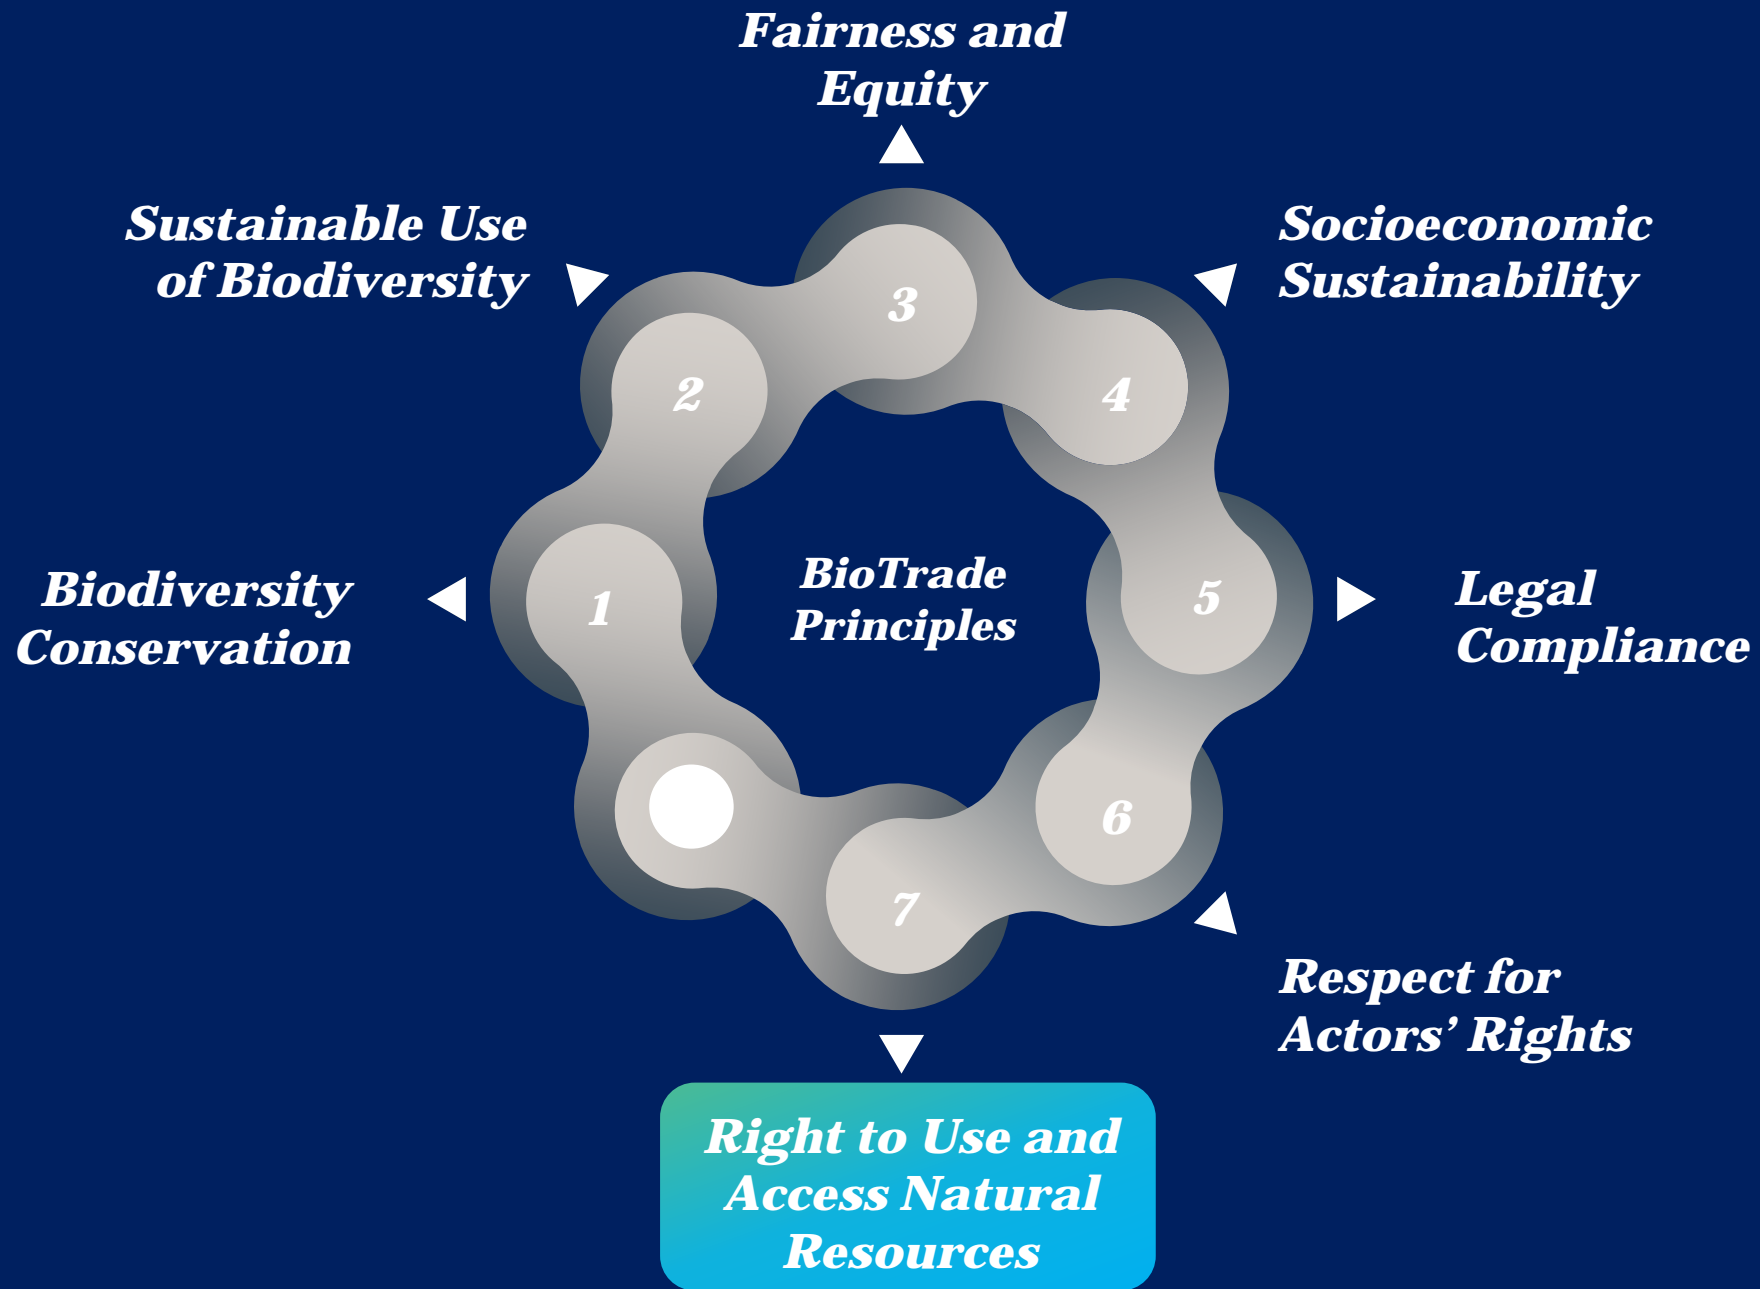 Fairness and
Equity
Sustainable Use
of Biodiversity
Socioeconomic
Sustainability
3
2
4
Biodiversity
Conservation
1
BioTrade
Principles
5
Legal
Compliance
6
7
Respect for
Actors’ Rights
Right to Use and
Access Natural
Resources